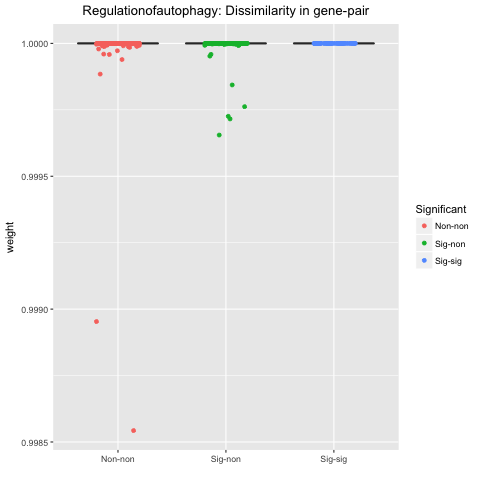 Regulationofautophagy: Dissimilarity in gene-pair
weight
1.0000
0.9995
0.9990
0.9985
Non-non
Sig-non
Sig-sig
Significant
Non-non
Sig-non
Sig-sig